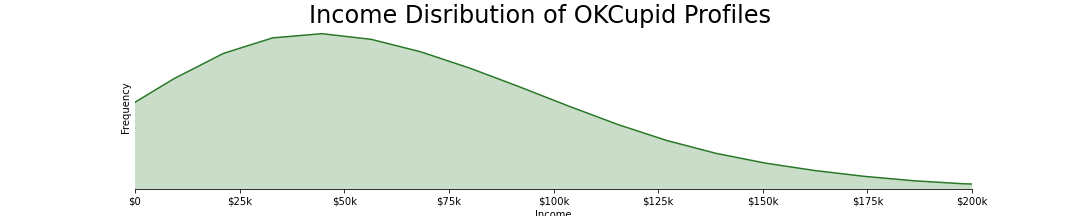 Income Disribution of OKCupid Profiles
Frequency
$0 $25k $50k $75k $100k $125k $150k $175k $200k
Income